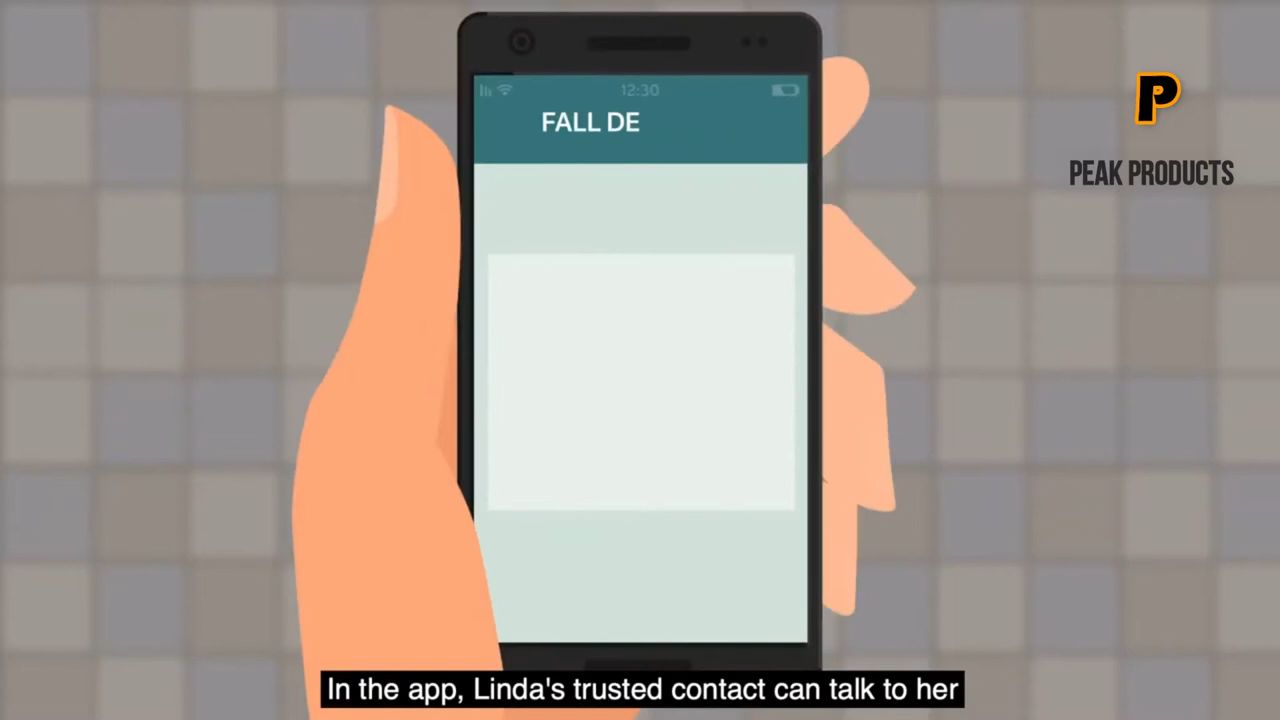 12:30
FALL DE
P
PEAK PRODUCTS
In the app, Linda's trusted contact can talk to her